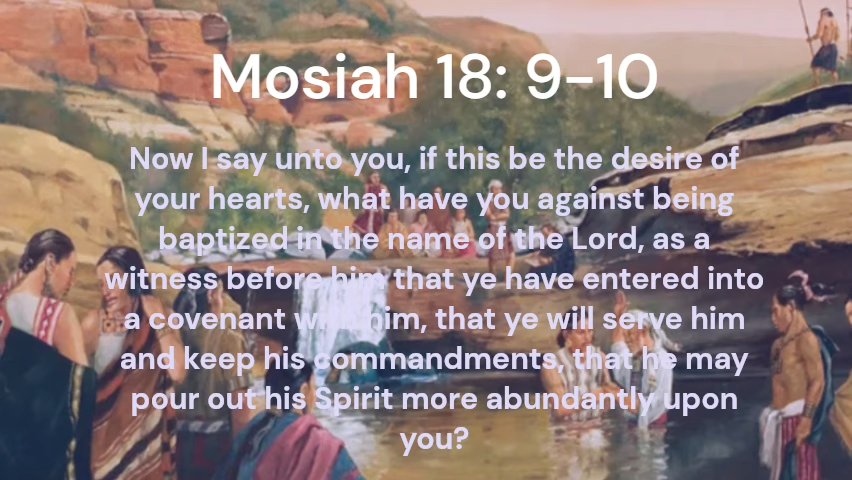 Mosiah 18: 9-10
Now I say unto you, if this be the desire of
your hearts, what have you against being
baptized in the name of the Lord, as a
witness before him that ye have entered into
a covenant with him, that ye will serve him
and keep his commandments, that he may
pour out his Spirit more abundantly upon
you?